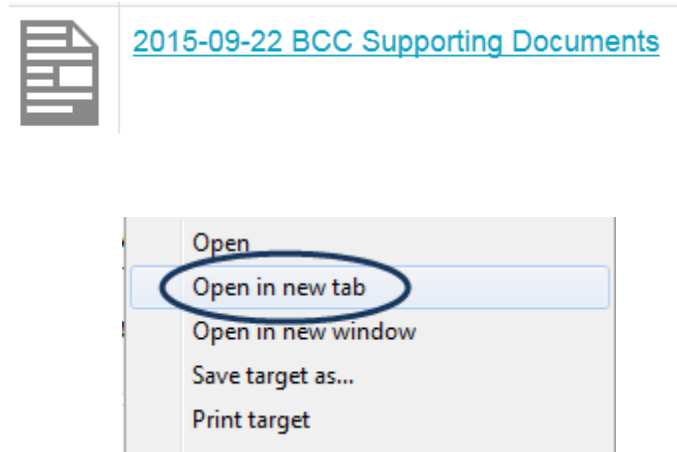 2015-09-22 BCC Supporting Documents
Open
Open in new tab
Open in new window
Save target as...
Print target